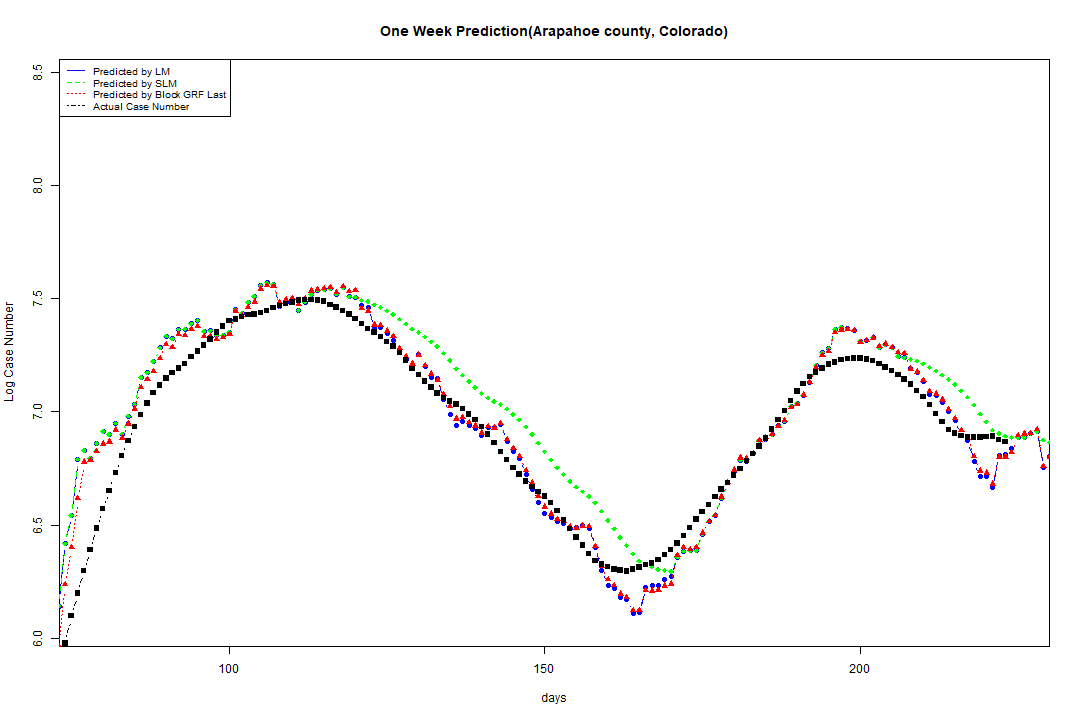 One Week Prediction(Arapahoe county, Colorado)
Predicted by LM
Predicted by SLM
Predicted by Block GRF Last
Actual Case Number
8.5
8.0
7.5
7.0
6.5
6.0
Log Case Number
100
150
200
days